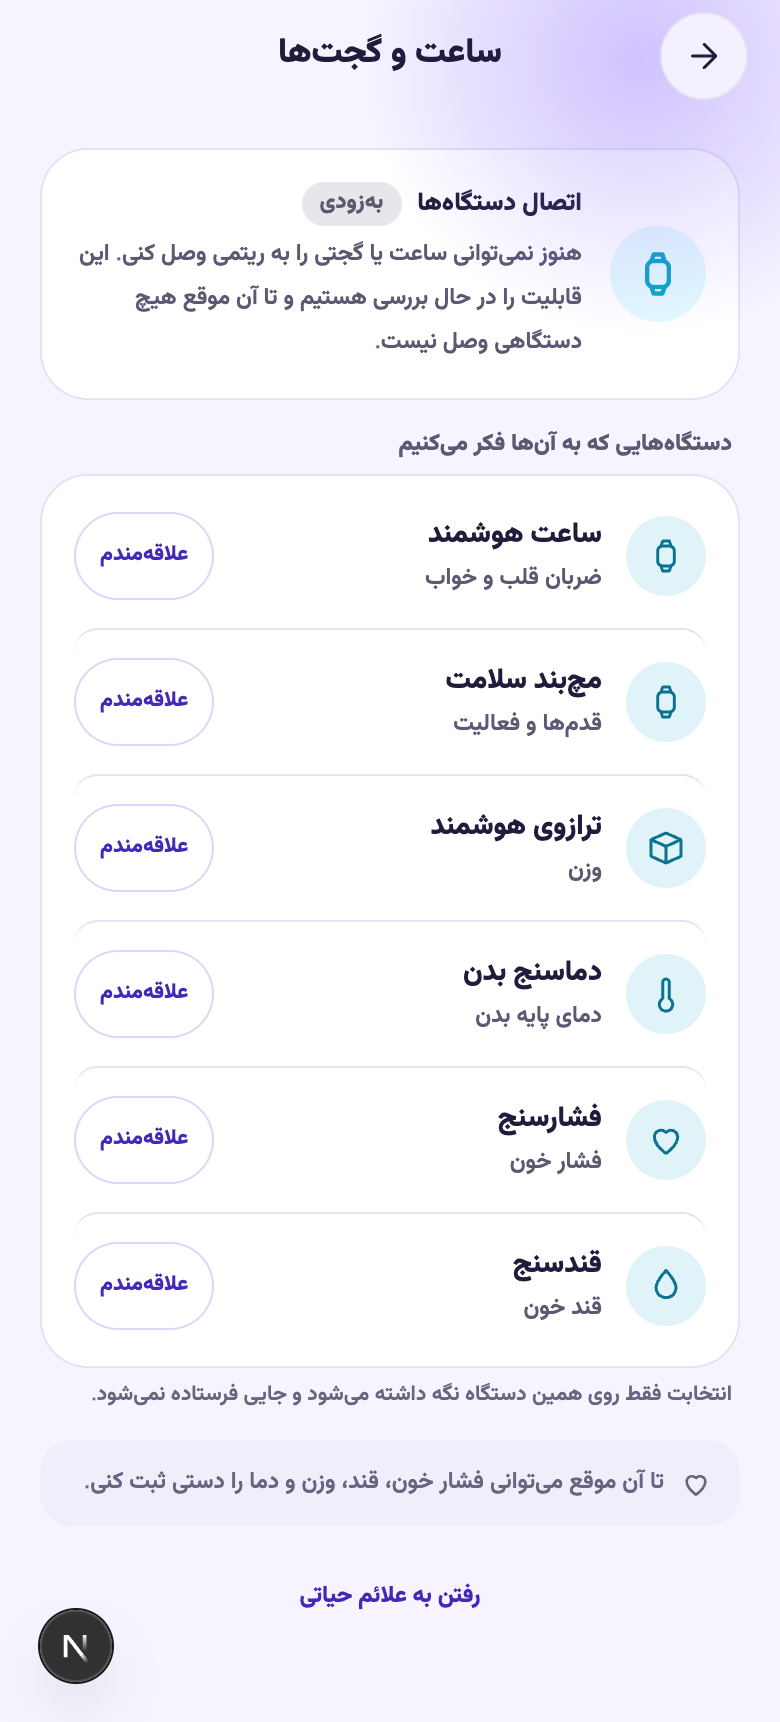 ساعت و گجت‌ها
اتصال دستگاه‌ها به‌زودی
هنوز نمی‌توانی ساعت یا گجتی را به ریتمی وصل کنی. این
قابلیت را در حال بررسی هستیم و تا آن موقع هیچ
دستگاهی وصل نیست.
دستگاه‌هایی که به آن‌ها فکر می‌کنیم
ساعت هوشمند
ضربان قلب و خواب
علاقه‌مندم
مچ‌بند سلامت
قدم‌ها و فعالیت
علاقه‌مندم
ترازوی هوشمند
وزن
علاقه‌مندم
دماسنج بدن
دمای پایه بدن
علاقه‌مندم
فشارسنج
فشار خون
علاقه‌مندم
قندسنج
قند خون
علاقه‌مندم
انتخابت فقط روی همین دستگاه نگه داشته می‌شود و جایی فرستاده نمی‌شود.
تا آن موقع می‌توانی فشار خون، قند، وزن و دما را دستی ثبت کنی.
رفتن به علائم حیاتی
N